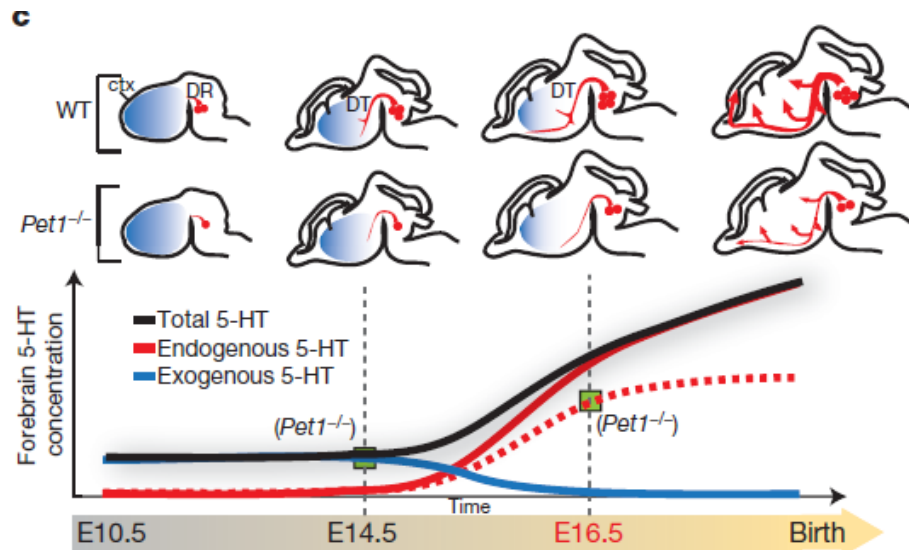 c
WT
ctx
DR
DT
DT
Pet1−/−
Forebrain 5-HT
concentration
Total 5-HT
Endogenous 5-HT
Exogenous 5-HT
(Pet1−/−)
(Pet1−/−)
Time
E10.5
E14.5
E16.5
Birth